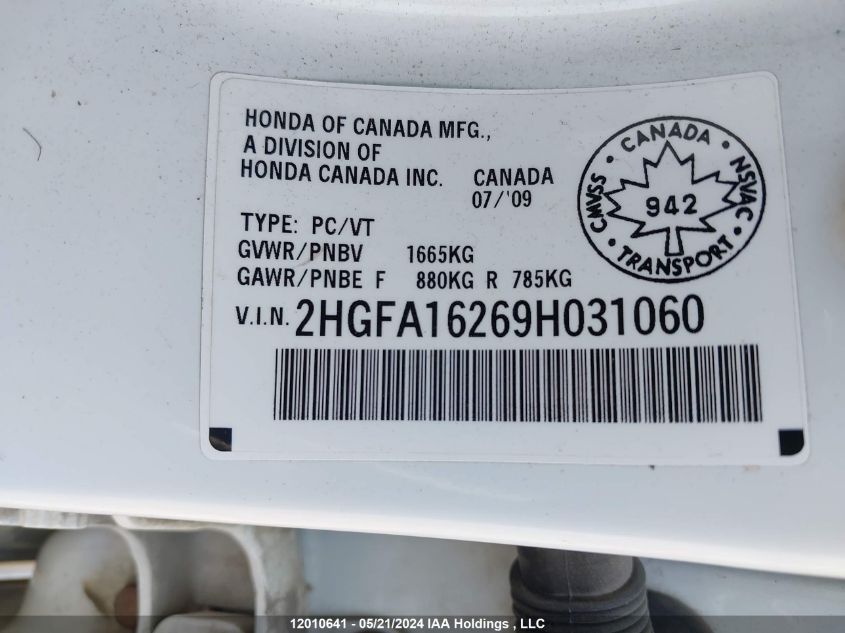 HONDA OF CANADA MFG.,
A DIVISION OF
HONDA CANADA INC. CANADA
07/'09
TYPE: PC/VT
GVWR/PNBV 1665KG
GAWR/PNBE F 880KG R 785KG
V.I.N. 2HGFA16269H031060
• CANADA •
CMVSS
942
NSVAC
• TRANSPORT •
12010641 - 05/21/2024 IAA Holdings , LLC